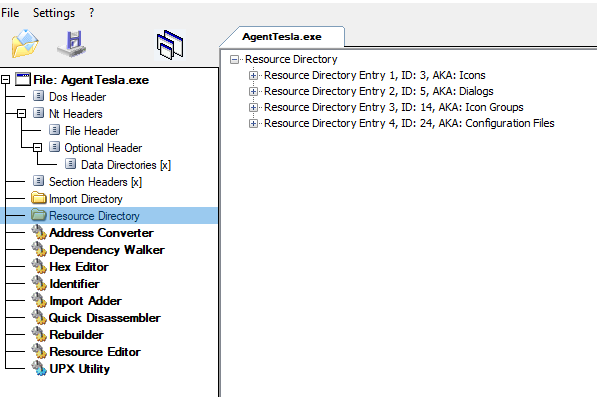 File Settings ?
AgentTesla.exe
File: AgentTesla.exe
Dos Header
Nt Headers
File Header
Optional Header
Data Directories [x]
Section Headers [x]
Import Directory
Resource Directory
Address Converter
Dependency Walker
Hex Editor
Identifier
Import Adder
Quick Disassembler
Rebuilder
Resource Editor
UPX Utility
Resource Directory
Resource Directory Entry 1, ID: 3, AKA: Icons
Resource Directory Entry 2, ID: 5, AKA: Dialogs
Resource Directory Entry 3, ID: 14, AKA: Icon Groups
Resource Directory Entry 4, ID: 24, AKA: Configuration Files